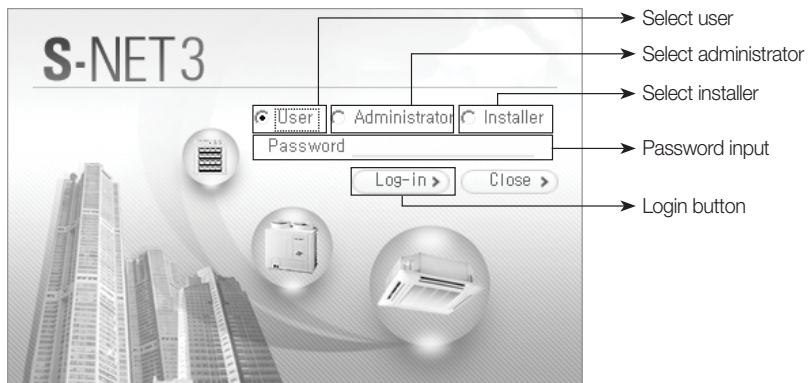 Select user
S-NET3
Select administrator
Select installer
User Administrator Installer
Password
Password input
Log-in Close
Login button